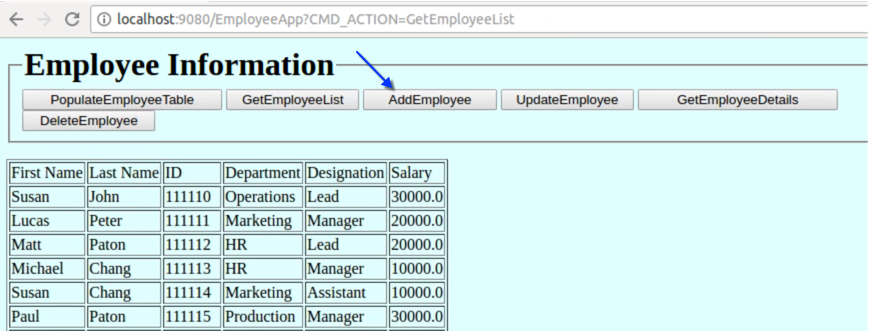 localhost:9080/EmployeeApp?CMD_ACTION=GetEmployeeList
Employee Information
PopulateEmployeeTable GetEmployeeList AddEmployee UpdateEmployee GetEmployeeDetails
DeleteEmployee
First Name Last Name ID Department Designation Salary
Susan John 111110 Operations Lead 30000.0
Lucas Peter 111111 Marketing Manager 20000.0
Matt Paton 111112 HR Lead 20000.0
Michael Chang 111113 HR Manager 10000.0
Susan Chang 111114 Marketing Assistant 10000.0
Paul Paton 111115 Production Manager 30000.0